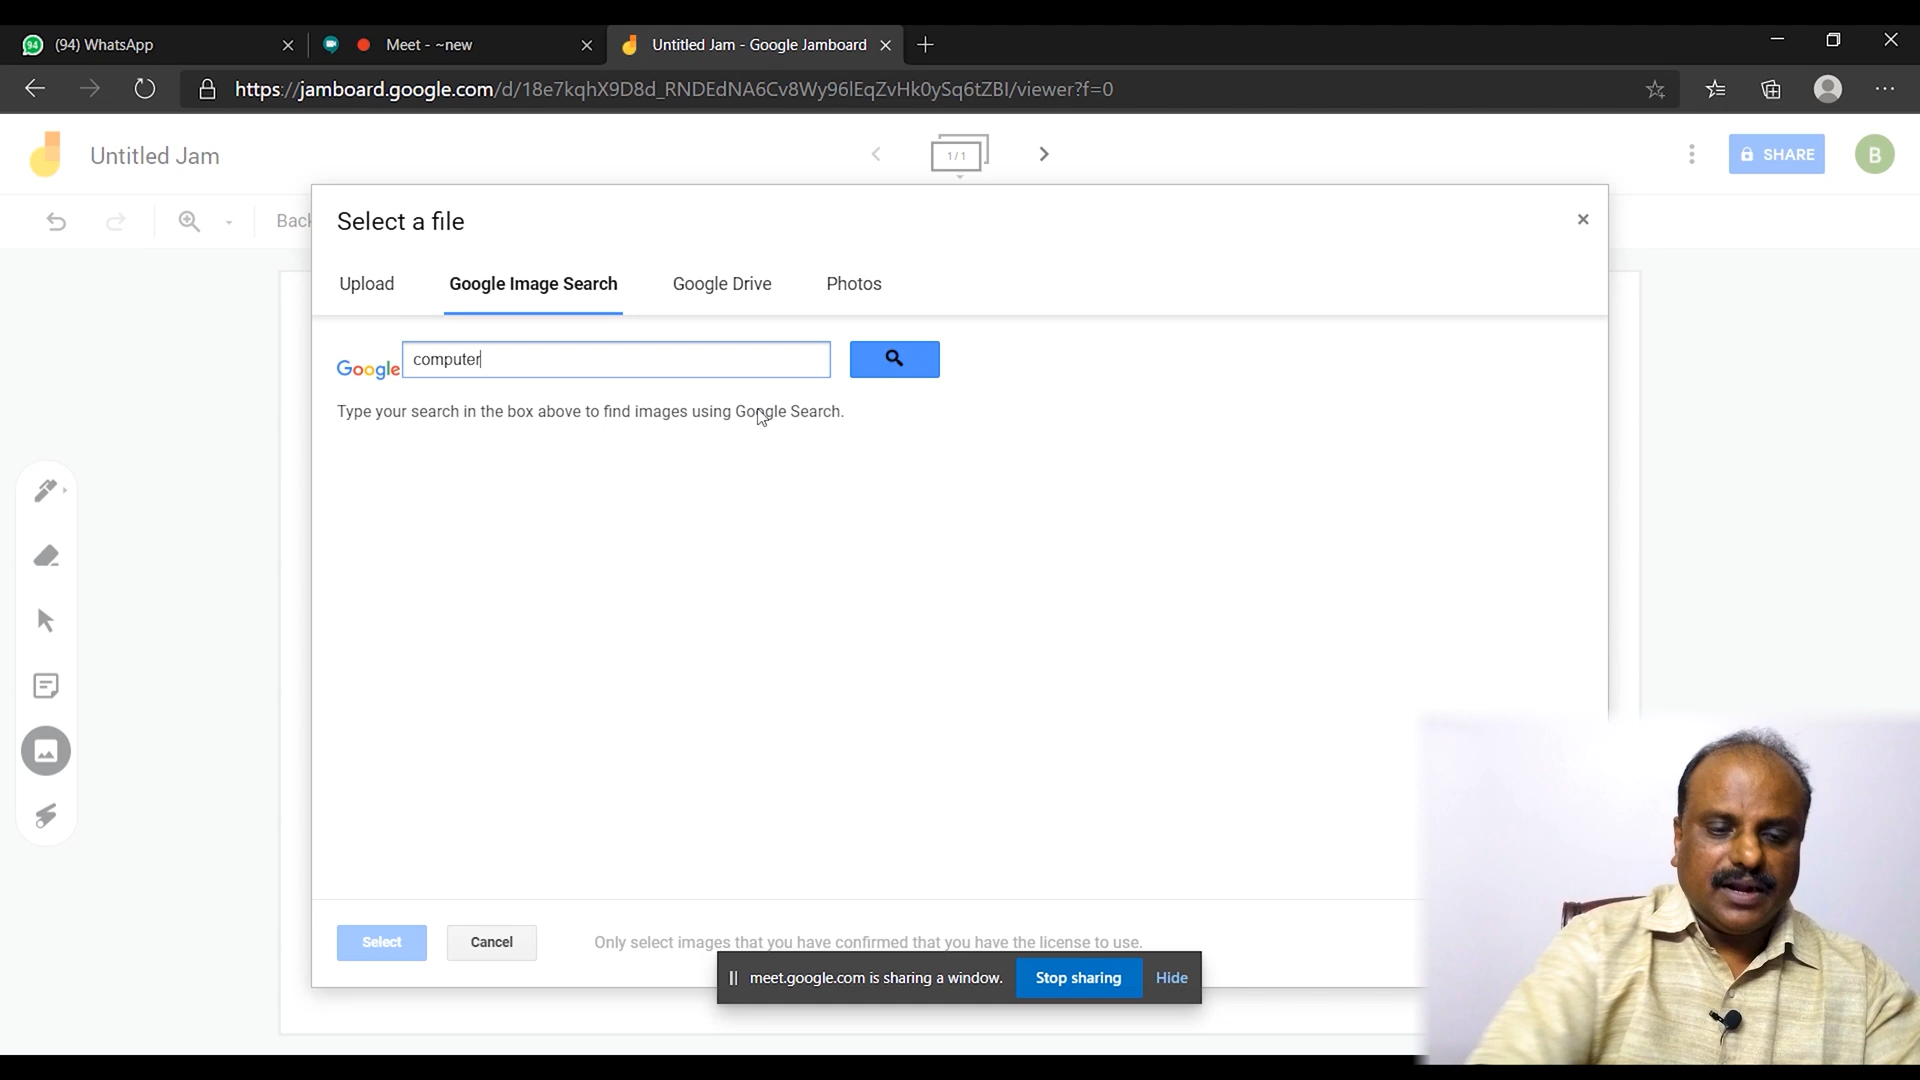 (94) WhatsApp
Meet - ~new
Untitled Jam - Google Jamboard
https://jamboard.google.com/d/18e7kqhX9D8d_RNDEdNA6Cv8Wy96lEqZvHk0ySq6tZBI/viewer?f=0
Untitled Jam
1 / 1
SHARE
B
Back
Select a file
Upload
Google Image Search
Google Drive
Photos
Google
computer
Type your search in the box above to find images using Google Search.
Select
Cancel
Only select images that you have confirmed that you have the license to use.
meet.google.com is sharing a window.
Stop sharing
Hide